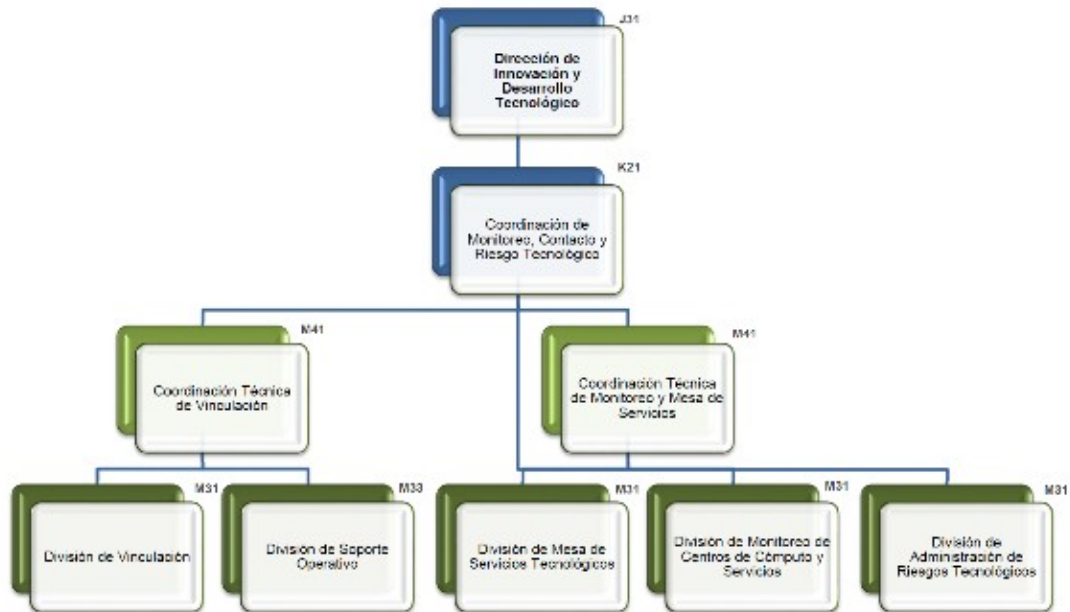 J31
Dirección de
Innovación y
Desarrollo
Tecnológico
K21
Coordinación de
Monitoreo, Contacto y
Riesgo Tecnológico
M41
Coordinación Técnica
de Vinculación
M41
Coordinación Técnica
de Monitoreo y Mesa de
Servicios
M31
División de Vinculación
M33
División de Soporte
Operativo
M31
División de Mesa de
Servicios Tecnológicos
M31
División de Monitoreo de
Centros de Cómputo y
Servicios
M31
División de
Administración de
Riesgos Tecnológicos